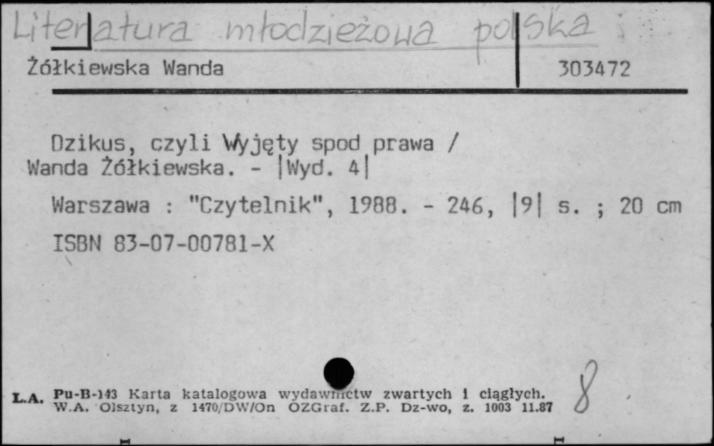 Literatura młodzieżowa polska
Żółkiewska Wanda 303472
Dzikus, czyli Wyjęty spod prawa /
Wanda Żółkiewska. - |Wyd. 4|
Warszawa : "Czytelnik", 1988. - 246, |9| s. ; 20 cm
ISBN 83-07-00781-X
8
L.A. Pu-B-143 Karta katalogowa wydawnictw zwartych i ciągłych.
W.A. Olsztyn, z 1470/DW/On OZGraf. Z.P. Dz-wo, z. 1003 11.87